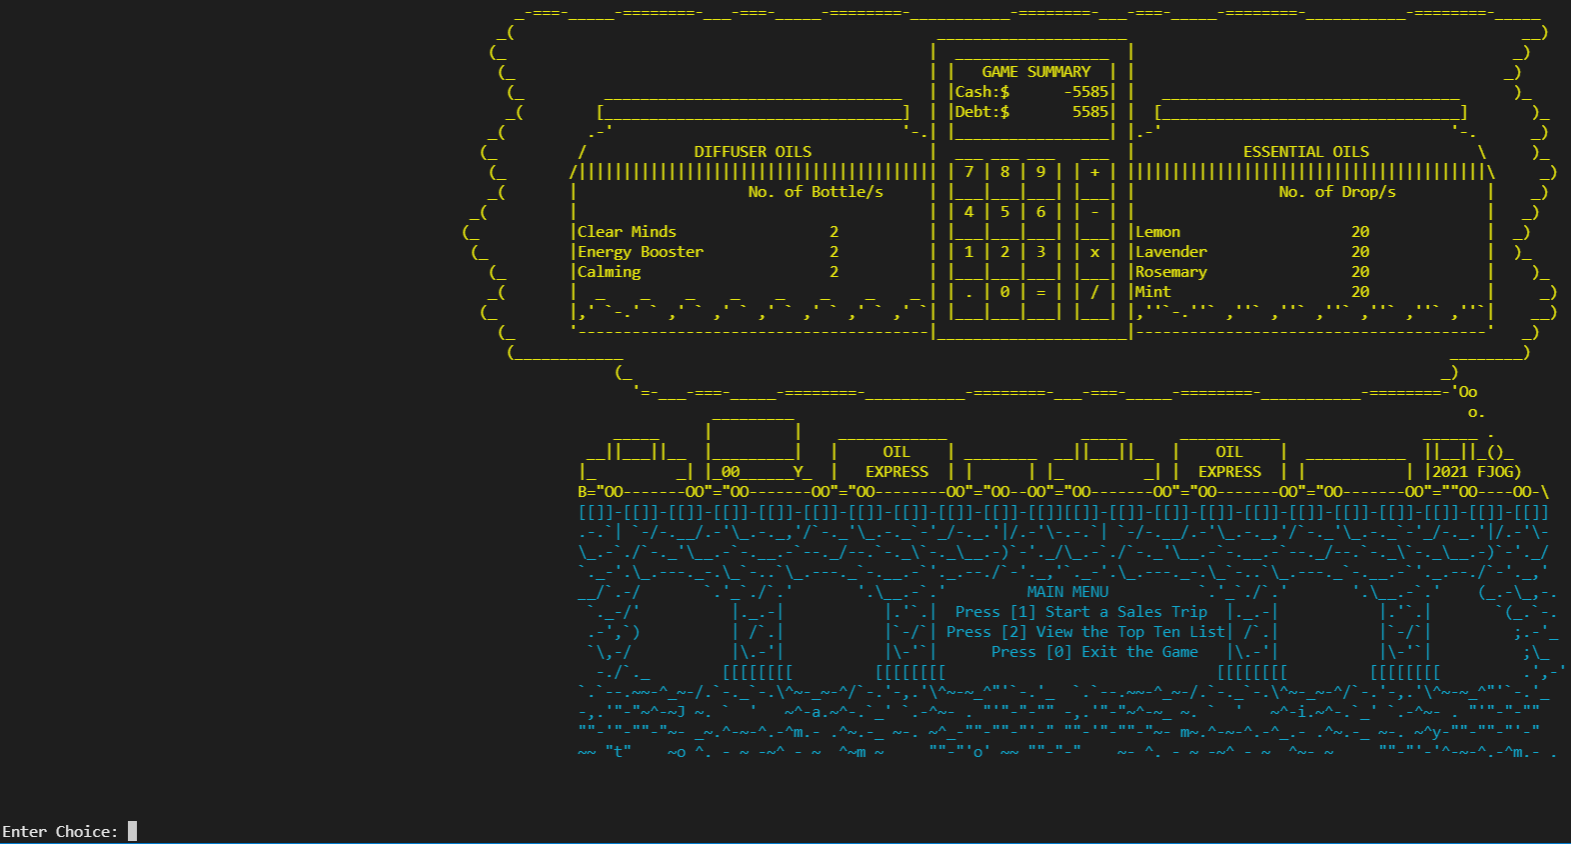 GAME SUMMARY
Cash:$ -5585
Debt:$ 5585
DIFFUSER OILS
No. of Bottle/s
Clear Minds 2
Energy Booster 2
Calming 2
7 8 9 +
4 5 6 -
1 2 3 x
. 0 = /
ESSENTIAL OILS
No. of Drop/s
Lemon 20
Lavender 20
Rosemary 20
Mint 20
OIL
EXPRESS
OIL
EXPRESS
2021 FJOG
MAIN MENU
Press [1] Start a Sales Trip
Press [2] View the Top Ten List
Press [0] Exit the Game
Enter Choice: